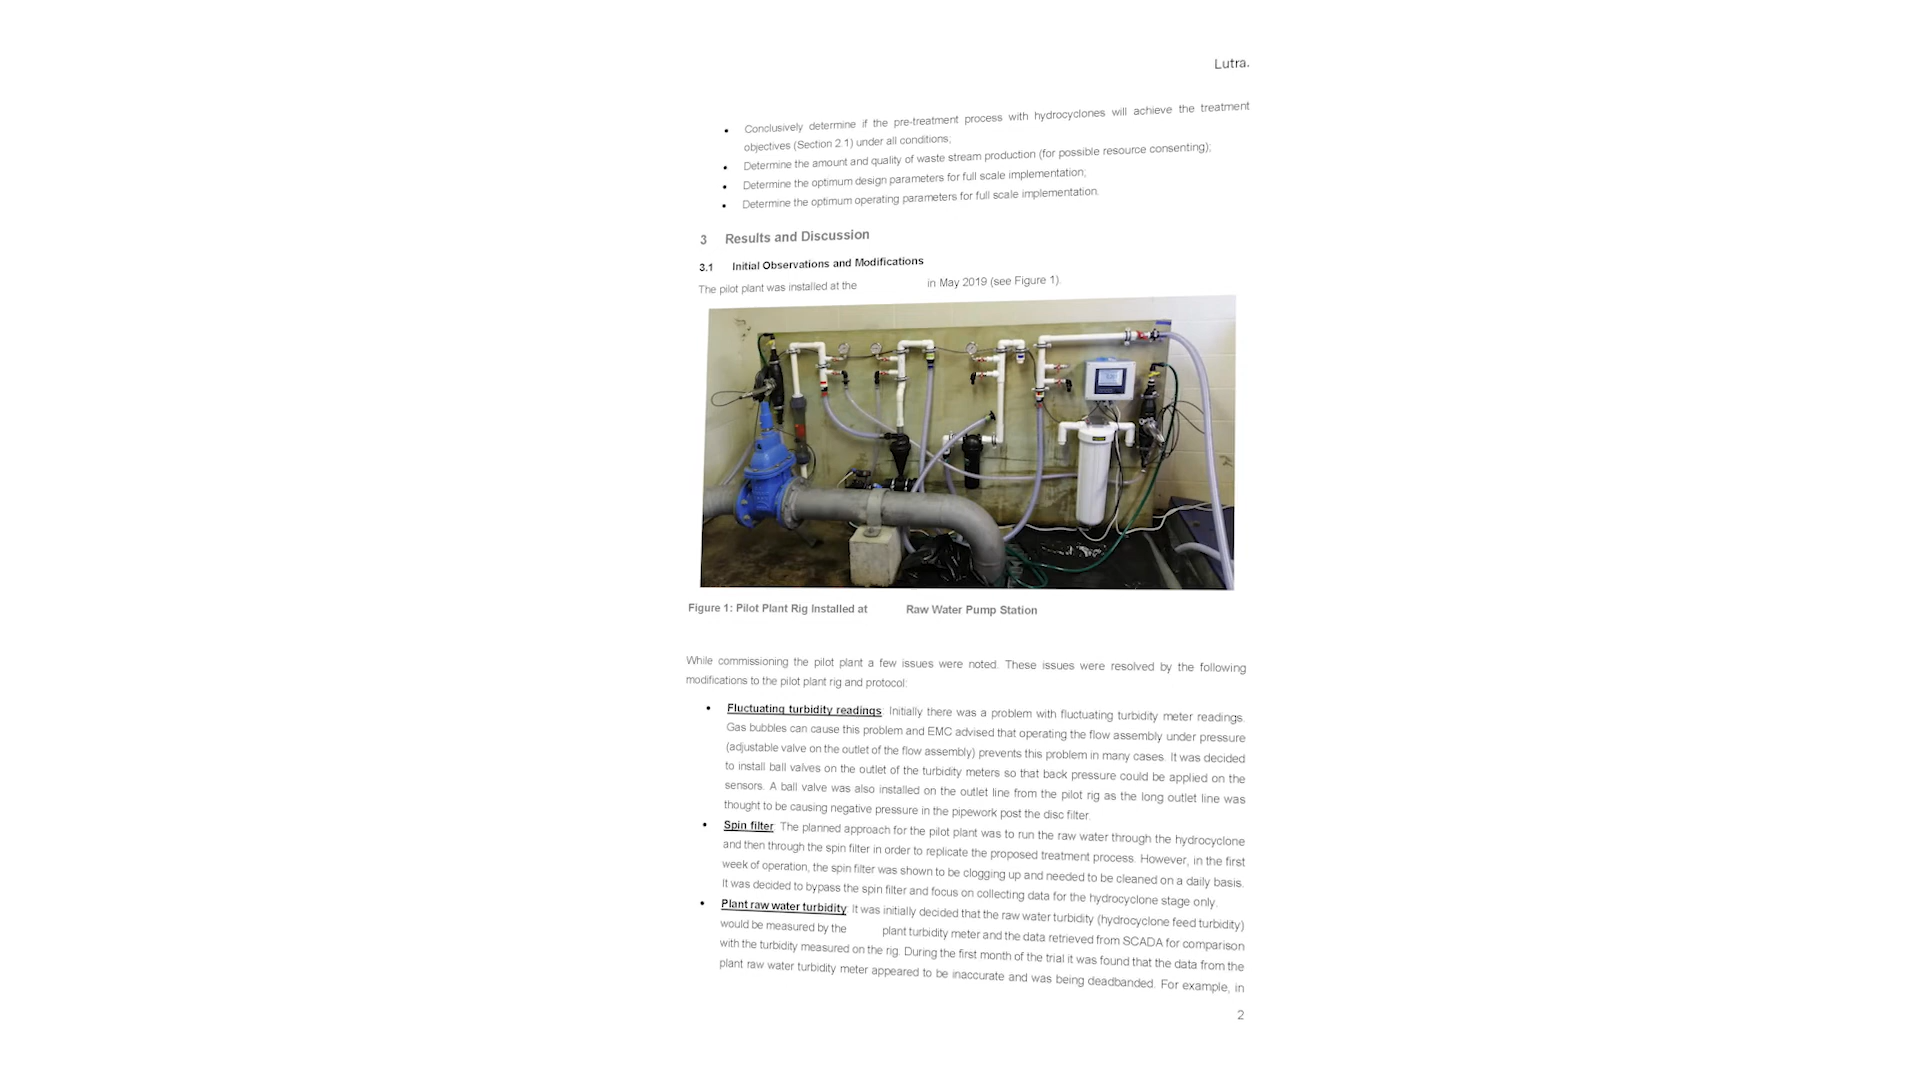 Lutra.
• Conclusively determine if the pre-treatment process with hydrocyclones will achieve the treatment
objectives (Section 2.1) under all conditions;
• Determine the amount and quality of waste stream production (for possible resource consenting);
• Determine the optimum design parameters for full scale implementation;
• Determine the optimum operating parameters for full scale implementation.
3 Results and Discussion
3.1 Initial Observations and Modifications
The pilot plant was installed at the in May 2019 (see Figure 1).
Figure 1: Pilot Plant Rig Installed at Raw Water Pump Station
While commissioning the pilot plant a few issues were noted. These issues were resolved by the following
modifications to the pilot plant rig and protocol:
• Fluctuating turbidity readings: Initially there was a problem with fluctuating turbidity meter readings.
Gas bubbles can cause this problem and EMC advised that operating the flow assembly under pressure
(adjustable valve on the outlet of the flow assembly) prevents this problem in many cases. It was decided
to install ball valves on the outlet of the turbidity meters so that back pressure could be applied on the
sensors. A ball valve was also installed on the outlet line from the pilot rig as the long outlet line was
thought to be causing negative pressure in the pipework post the disc filter.
• Spin filter: The planned approach for the pilot plant was to run the raw water through the hydrocyclone
and then through the spin filter in order to replicate the proposed treatment process. However, in the first
week of operation, the spin filter was shown to be clogging up and needed to be cleaned on a daily basis.
It was decided to bypass the spin filter and focus on collecting data for the hydrocyclone stage only.
• Plant raw water turbidity: It was initially decided that the raw water turbidity (hydrocyclone feed turbidity)
would be measured by the plant turbidity meter and the data retrieved from SCADA for comparison
with the turbidity measured on the rig. During the first month of the trial it was found that the data from the
plant raw water turbidity meter appeared to be inaccurate and was being deadbanded. For example, in
2